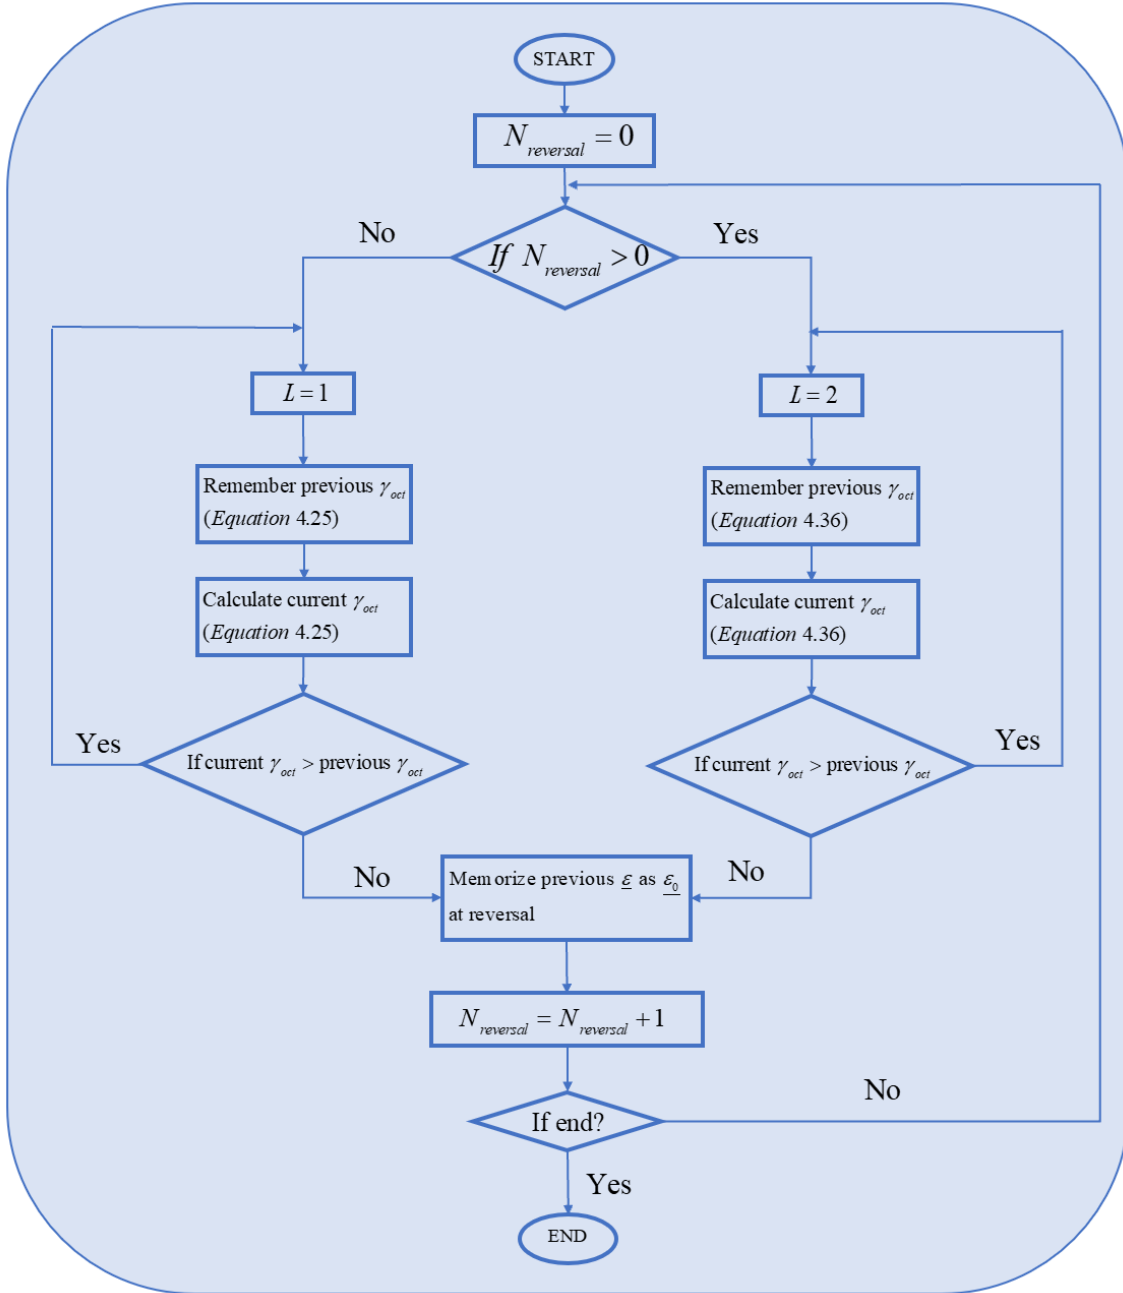 START
N_reversal = 0
No
Yes
If N_reversal > 0
L = 1
L = 2
Remember previous γ_oct
(Equation 4.25)
Remember previous γ_oct
(Equation 4.36)
Calculate current γ_oct
(Equation 4.25)
Calculate current γ_oct
(Equation 4.36)
Yes
If current γ_oct > previous γ_oct
If current γ_oct > previous γ_oct
Yes
No
Memorize previous ε as ε_0
at reversal
No
N_reversal = N_reversal + 1
If end?
No
Yes
END